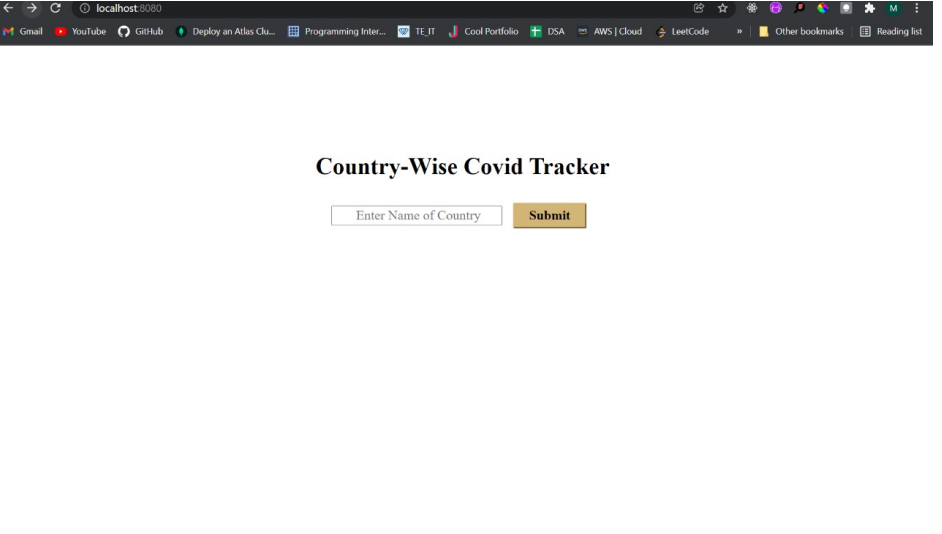 localhost:8080
M
Gmail YouTube GitHub Deploy an Atlas Clu... Programming Inter... TE_IT Cool Portfolio DSA AWS | Cloud LeetCode » Other bookmarks Reading list
Country-Wise Covid Tracker
Enter Name of Country Submit